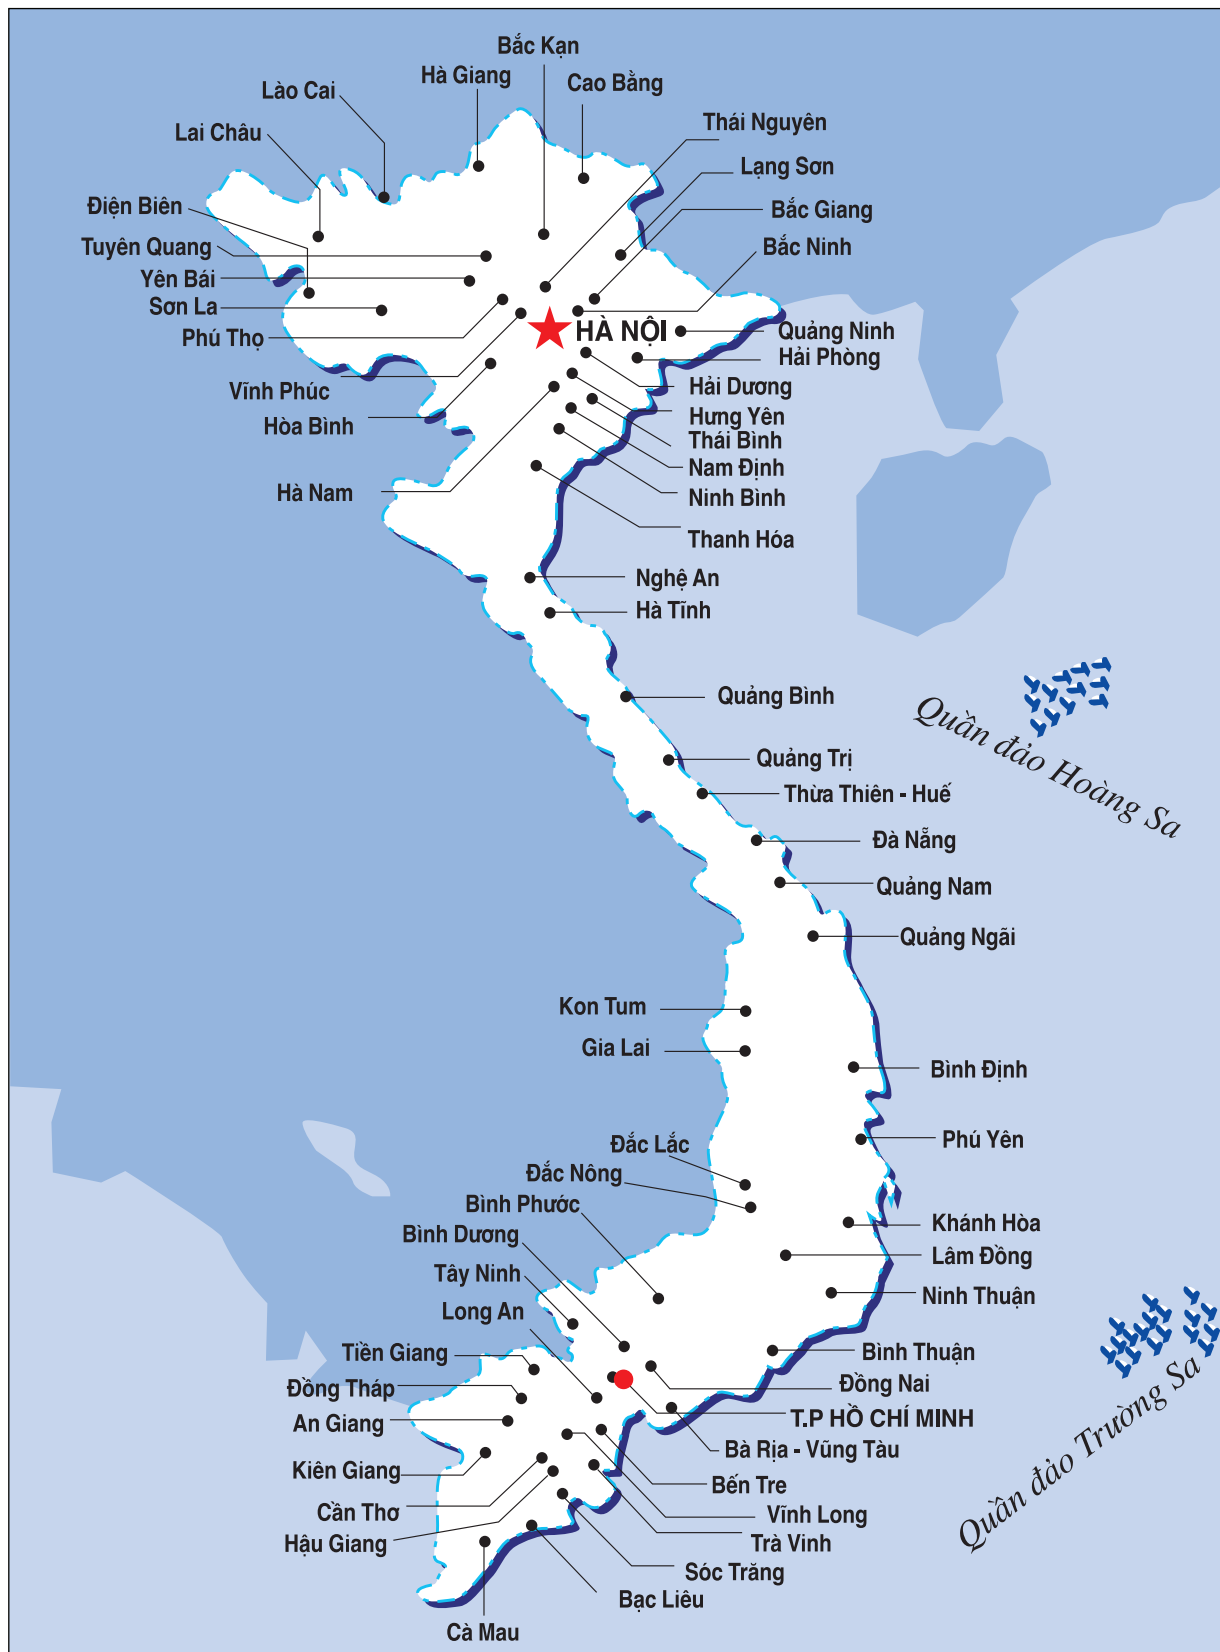 Bắc Kạn
Hà Giang
Cao Bằng
Lào Cai
Thái Nguyên
Lai Châu
Lạng Sơn
Điện Biên
Bắc Giang
Tuyên Quang
Bắc Ninh
Yên Bái
Sơn La
Phú Thọ
HÀ NỘI
Quảng Ninh
Hải Phòng
Vĩnh Phúc
Hải Dương
Hưng Yên
Hòa Bình
Thái Bình
Nam Định
Hà Nam
Ninh Bình
Thanh Hóa
Nghệ An
Hà Tĩnh
Quảng Bình
Quần đảo Hoàng Sa
Quảng Trị
Thừa Thiên - Huế
Đà Nẵng
Quảng Nam
Quảng Ngãi
Kon Tum
Gia Lai
Bình Định
Phú Yên
Đắc Lắc
Đắc Nông
Bình Phước
Khánh Hòa
Bình Dương
Lâm Đồng
Tây Ninh
Ninh Thuận
Long An
Tiền Giang
Bình Thuận
Đồng Nai
Đồng Tháp
T.P HỒ CHÍ MINH
An Giang
Bà Rịa - Vũng Tàu
Quần đảo Trường Sa
Kiên Giang
Bến Tre
Cần Thơ
Vĩnh Long
Hậu Giang
Trà Vinh
Sóc Trăng
Bạc Liêu
Cà Mau